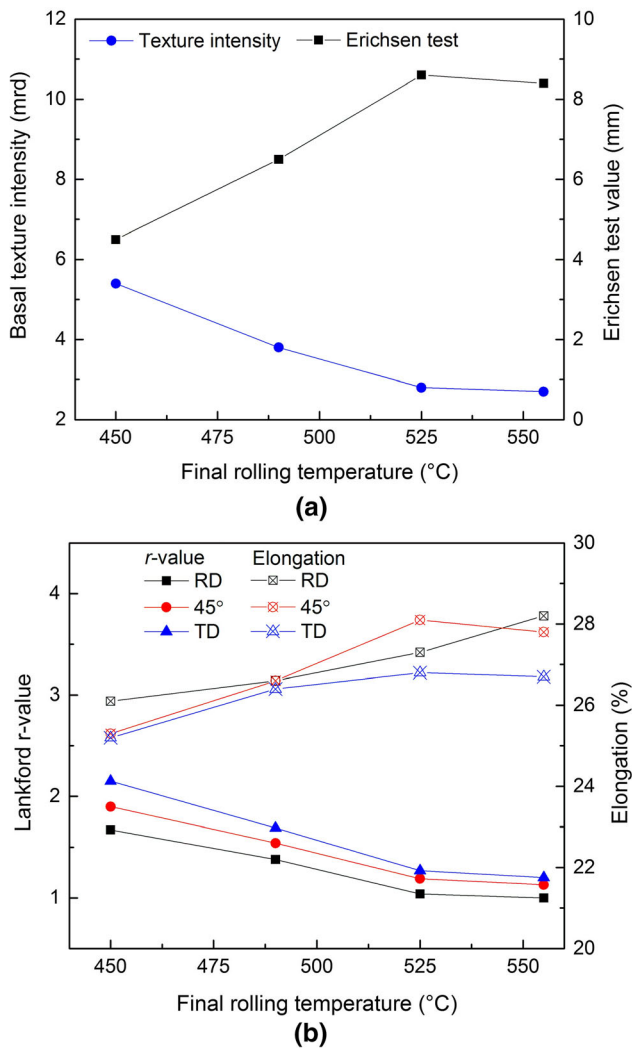 Texture intensity Erichsen test
12
10
8
6
4
2
10
8
6
4
2
0
Basal texture intensity (mrd)
Erichsen test value (mm)
450 475 500 525 550
Final rolling temperature (°C)
(a)
r-value Elongation
RD RD
45° 45°
TD TD
4
3
2
1
30
28
26
24
22
20
Lankford r-value
Elongation (%)
450 475 500 525 550
Final rolling temperature (°C)
(b)